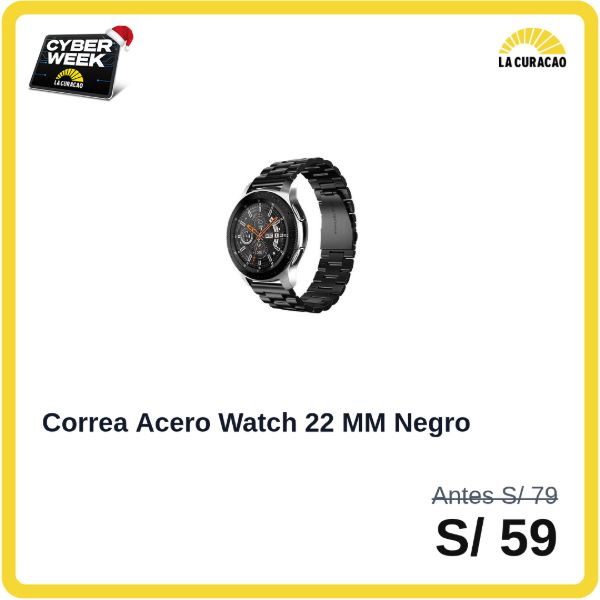 CYBER
WEEK
LA CURACAO
LA CURACAO
Correa Acero Watch 22 MM Negro
Antes S/ 79
S/ 59